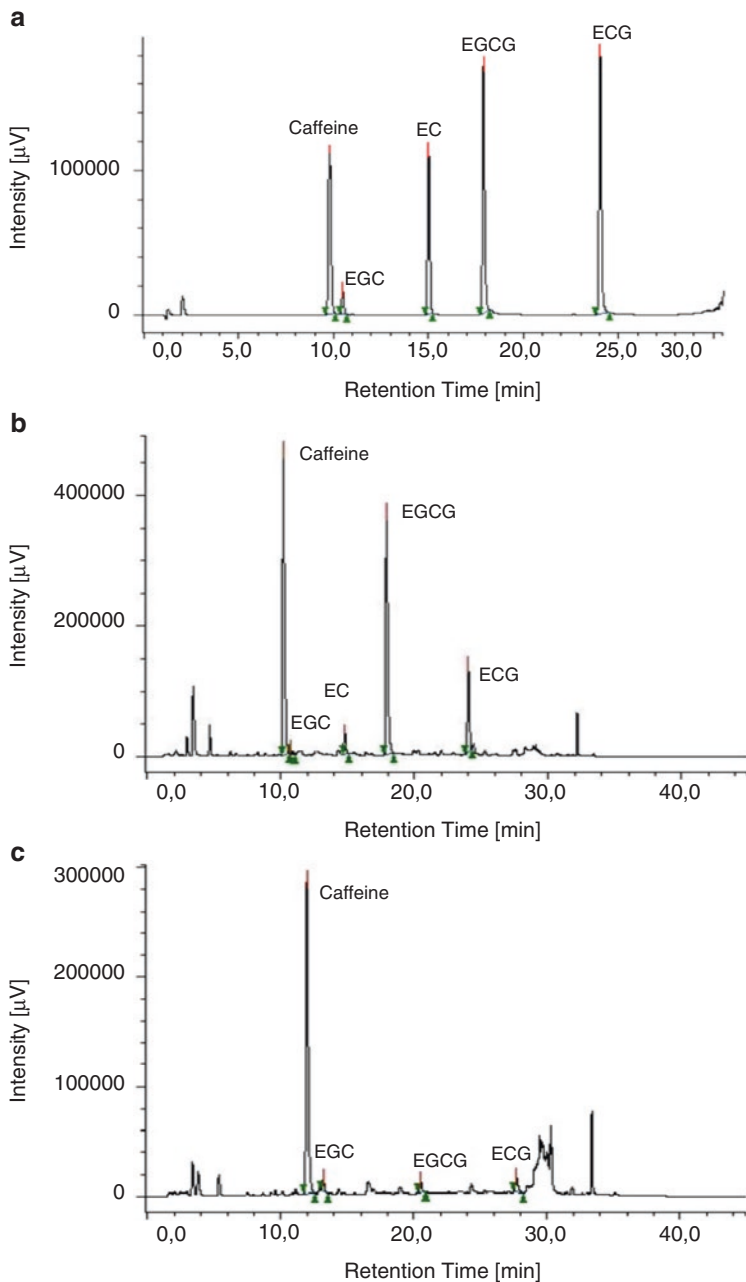 a
EGCG
ECG
Caffeine
EC
EGC
Intensity [µV]
100000
0
0,0 5,0 10,0 15,0 20,0 25,0 30,0
Retention Time [min]
b
Caffeine
EGCG
EC
ECG
EGC
Intensity [µV]
400000
200000
0
0,0 10,0 20,0 30,0 40,0
Retention Time [min]
c
Caffeine
EGC
EGCG
ECG
Intensity [µV]
300000
200000
100000
0
0,0 10,0 20,0 30,0 40,0
Retention Time [min]